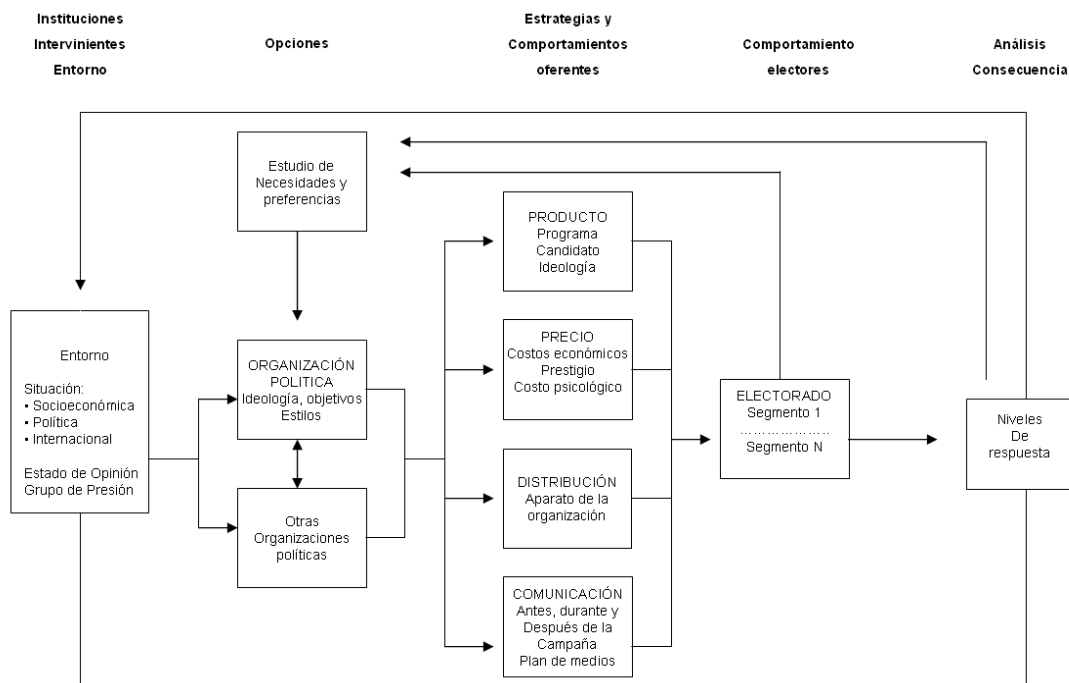 Instituciones
Intervinientes
Entorno
Opciones
Estrategias y
Comportamientos
oferentes
Comportamiento
electores
Análisis
Consecuencia
Estudio de
Necesidades y
preferencias
Entorno
Situación:
• Socioeconómica
• Política
• Internacional
Estado de Opinión
Grupo de Presión
ORGANIZACIÓN
POLITICA
Ideología, objetivos
Estilos
Otras
Organizaciones
políticas
PRODUCTO
Programa
Candidato
Ideología
PRECIO
Costos económicos
Prestigio
Costo psicológico
DISTRIBUCIÓN
Aparato de la
organización
COMUNICACIÓN
Antes, durante y
Después de la
Campaña
Plan de medios
ELECTORADO
Segmento 1
………………..
Segmento N
Niveles
De
respuesta